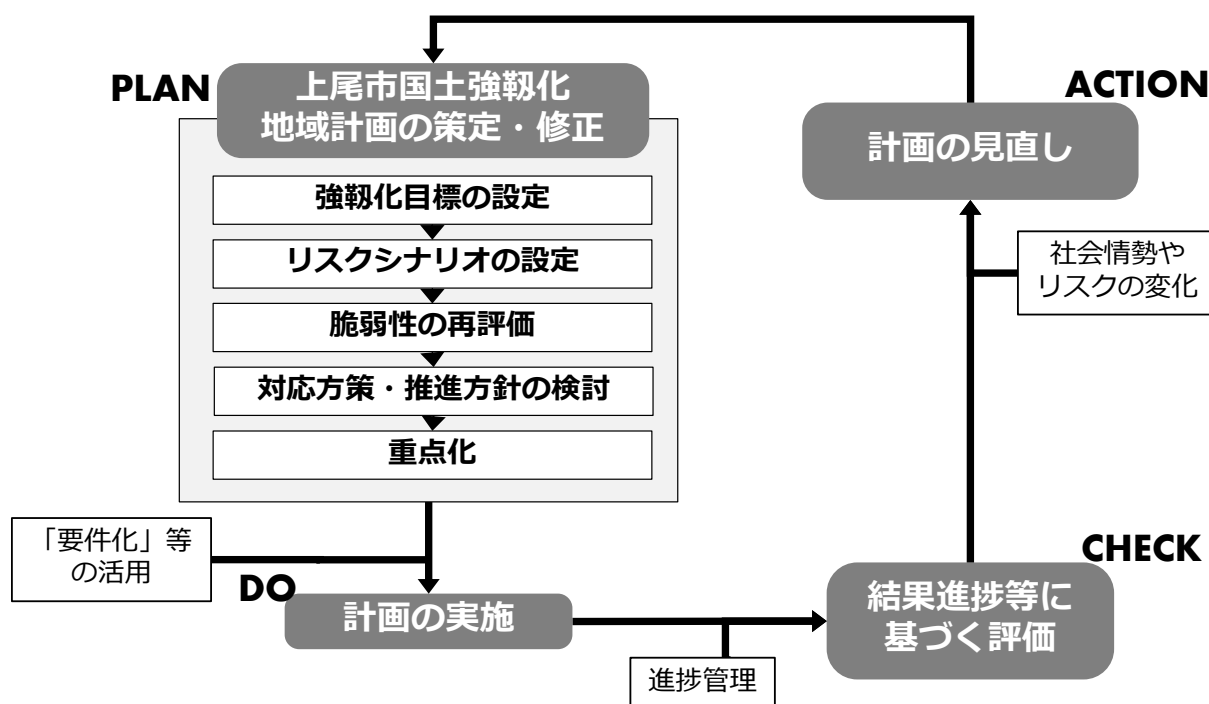 PLAN
上尾市国土強靱化
地域計画の策定・修正
強靱化目標の設定
リスクシナリオの設定
脆弱性の再評価
対応方策・推進方針の検討
重点化
「要件化」等
の活用
DO
計画の実施
進捗管理
CHECK
結果進捗等に
基づく評価
社会情勢や
リスクの変化
ACTION
計画の見直し